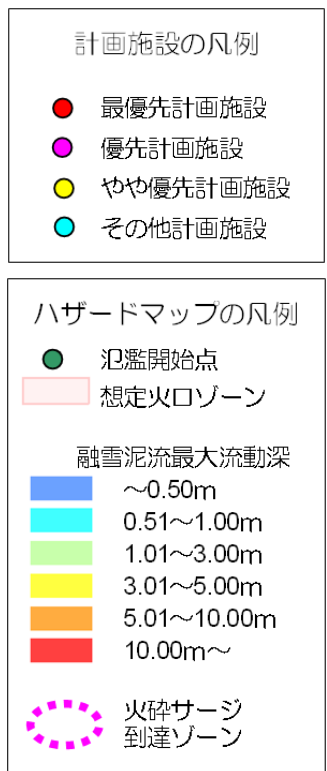 計画施設の凡例
最優先計画施設
優先計画施設
やや優先計画施設
その他計画施設
ハザードマップの凡例
氾濫開始点
想定火口ゾーン
融雪泥流最大流動深
～0.50m
0.51～1.00m
1.01～3.00m
3.01～5.00m
5.01～10.00m
10.00m～
火砕サージ
到達ゾーン